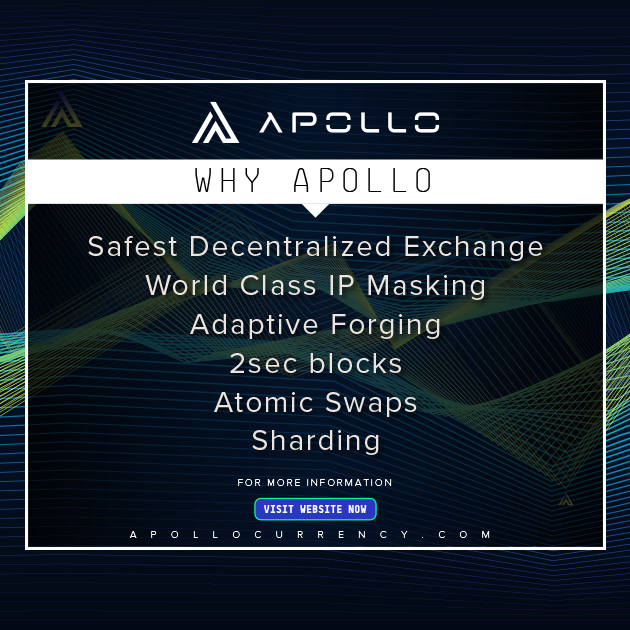 APOLLO
WHY APOLLO
Safest Decentralized Exchange
World Class IP Masking
Adaptive Forging
2sec blocks
Atomic Swaps
Sharding
FOR MORE INFORMATION
VISIT WEBSITE NOW
APOLLOCURRENCY.COM